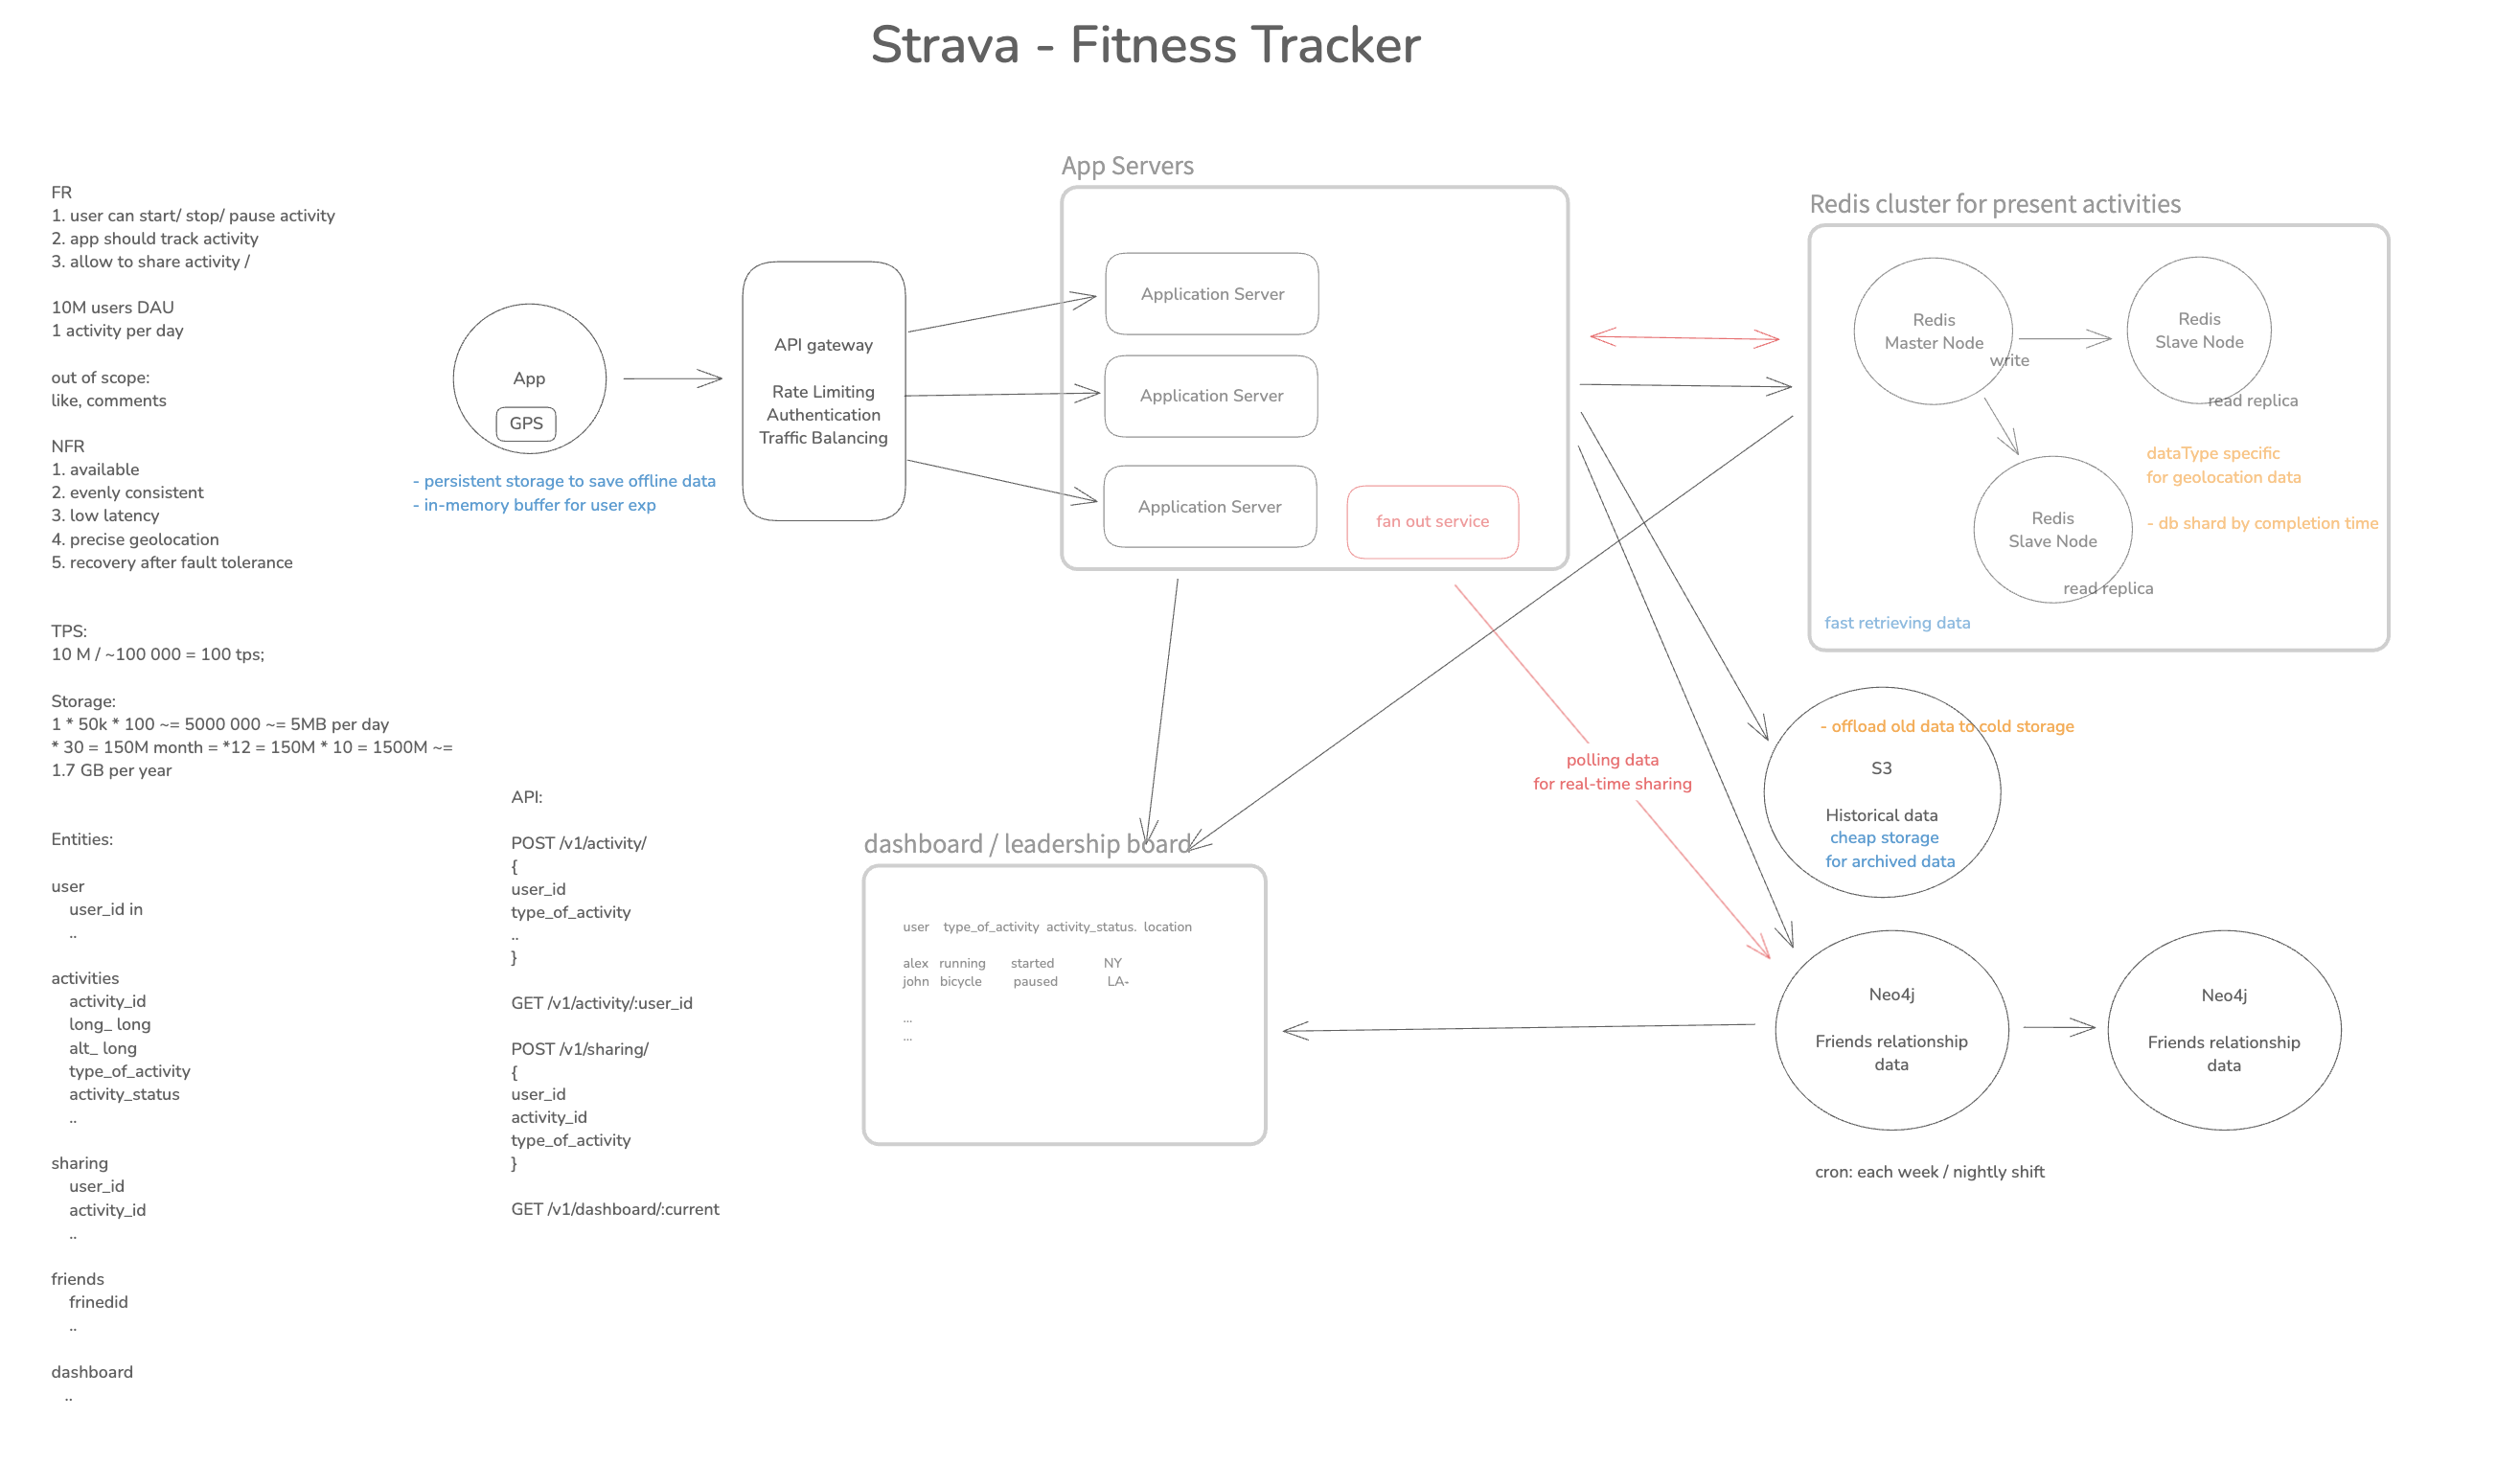 Strava - Fitness Tracker
FR
1. user can start/ stop/ pause activity
2. app should track activity
3. allow to share activity /
10M users DAU
1 activity per day
out of scope:
like, comments
NFR
1. available
2. evenly consistent
3. low latency
4. precise geolocation
5. recovery after fault tolerance
TPS:
10 M / ~100 000 = 100 tps;
Storage:
1 * 50k * 100 ~= 5000 000 ~= 5MB per day
* 30 = 150M month = *12 = 150M * 10 = 1500M ~=
1.7 GB per year
Entities:
user
user_id in
..
activities
activity_id
long_ long
alt_ long
type_of_activity
activity_status
..
sharing
user_id
activity_id
..
friends
frinedid
..
dashboard
..
API:
POST /v1/activity/
{
user_id
type_of_activity
..
}
GET /v1/activity/:user_id
POST /v1/sharing/
{
user_id
activity_id
type_of_activity
}
GET /v1/dashboard/:current
App
GPS
- persistent storage to save offline data
- in-memory buffer for user exp
API gateway
Rate Limiting
Authentication
Traffic Balancing
App Servers
Application Server
Application Server
Application Server
fan out service
Redis cluster for present activities
Redis
Master Node
write
Redis
Slave Node
read replica
dataType specific
for geolocation data
- db shard by completion time
Redis
Slave Node
read replica
fast retrieving data
polling data
for real-time sharing
- offload old data to cold storage
S3
Historical data
cheap storage
for archived data
dashboard / leadership board
user type_of_activity activity_status. location
alex running started NY
john bicycle paused LA-
...
...
Neo4j
Friends relationship
data
Neo4j
Friends relationship
data
cron: each week / nightly shift